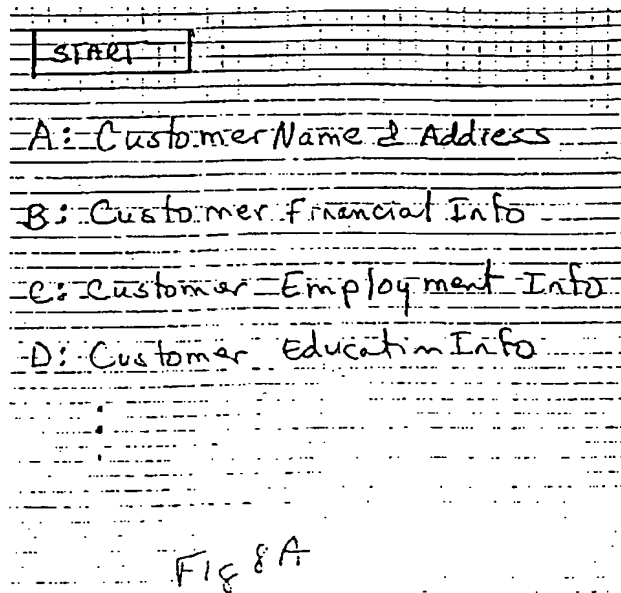 START
A: Customer Name & Address
B: Customer Financial Info
C: Customer Employment Info
D: Customer Education Info
Fig 8A